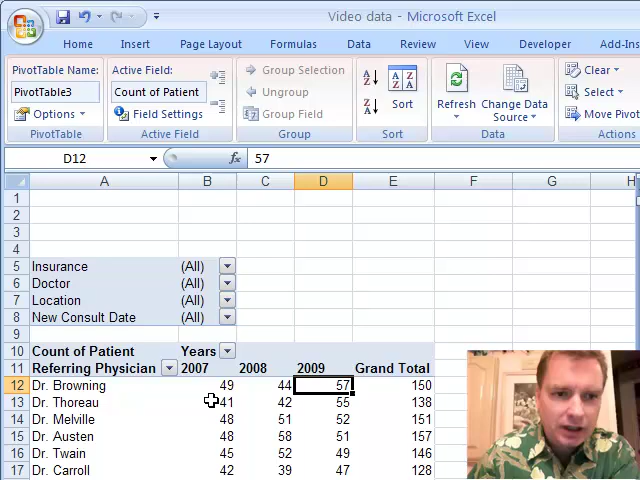 Video data - Microsoft Excel
Home Insert Page Layout Formulas Data Review View Developer Add-Ins
PivotTable Name: Active Field: Group Selection Clear
PivotTable3 Count of Patient Ungroup Sort Refresh Change Data Source Select
Options Field Settings Group Field Move Pivot
PivotTable Active Field Group Sort Data Actions
D12 fx 57
A B C D E F G H
1
2
3
4
5 Insurance (All)
6 Doctor (All)
7 Location (All)
8 New Consult Date (All)
9
10 Count of Patient Years
11 Referring Physician 2007 2008 2009 Grand Total
12 Dr. Browning 49 44 57 150
13 Dr. Thoreau 41 42 55 138
14 Dr. Melville 48 51 52 151
15 Dr. Austen 48 58 51 157
16 Dr. Twain 45 52 49 146
17 Dr. Carroll 42 39 47 128